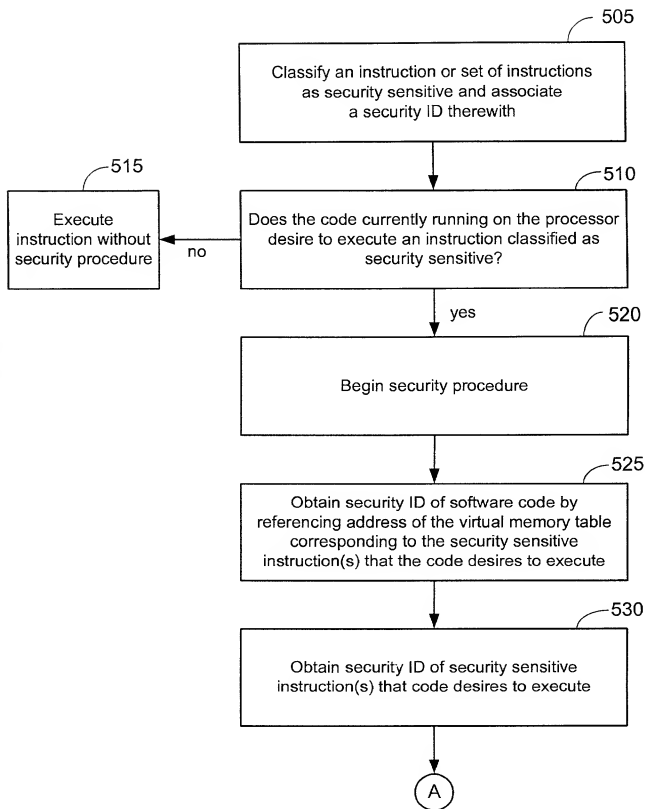 505
Classify an instruction or set of instructions
as security sensitive and associate
a security ID therewith
515
510
Execute
instruction without
security procedure
no
Does the code currently running on the processor
desire to execute an instruction classified as
security sensitive?
yes
520
Begin security procedure
525
Obtain security ID of software code by
referencing address of the virtual memory table
corresponding to the security sensitive
instruction(s) that the code desires to execute
530
Obtain security ID of security sensitive
instruction(s) that code desires to execute
A